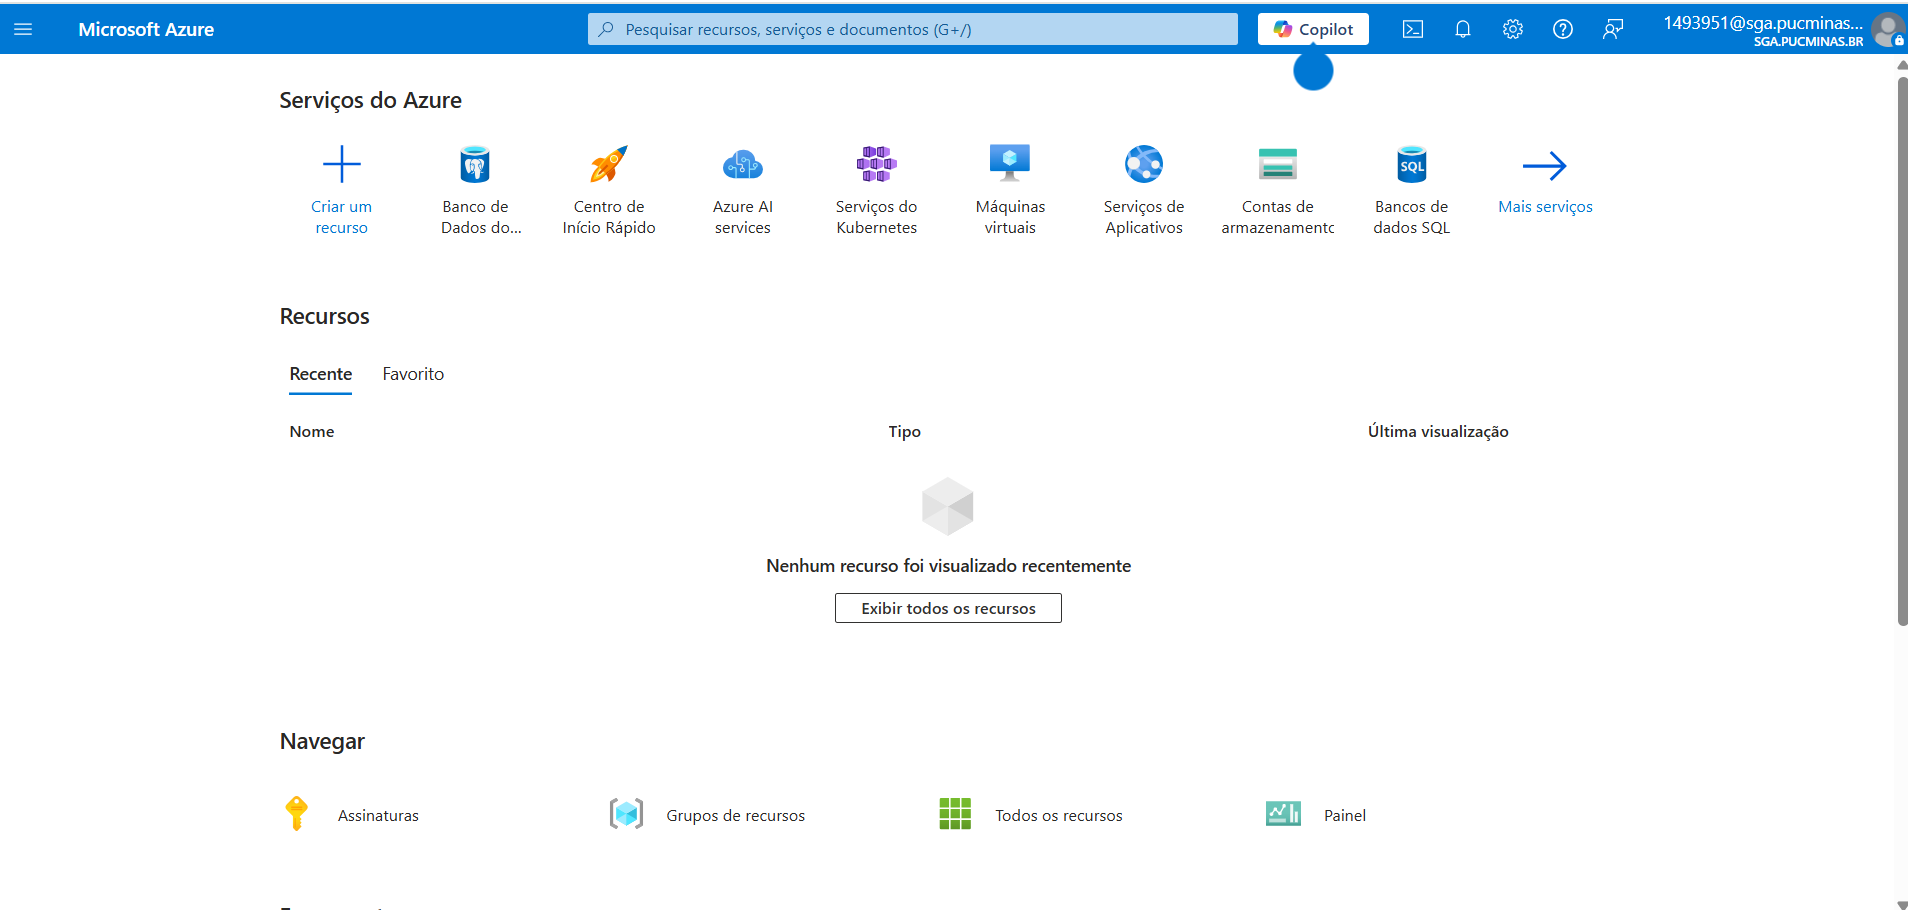 Microsoft Azure
Pesquisar recursos, serviços e documentos (G+/)
Copilot
1493951@sga.pucminas...
SGA.PUCMINAS.BR
Serviços do Azure
Criar um
recurso
Banco de
Dados do...
Centro de
Início Rápido
Azure AI
services
Serviços do
Kubernetes
Máquinas
virtuais
Serviços de
Aplicativos
Contas de
armazenamento
SQL
Bancos de
dados SQL
Mais serviços
Recursos
Recente
Favorito
Nome
Tipo
Última visualização
Nenhum recurso foi visualizado recentemente
Exibir todos os recursos
Navegar
Assinaturas
Grupos de recursos
Todos os recursos
Painel